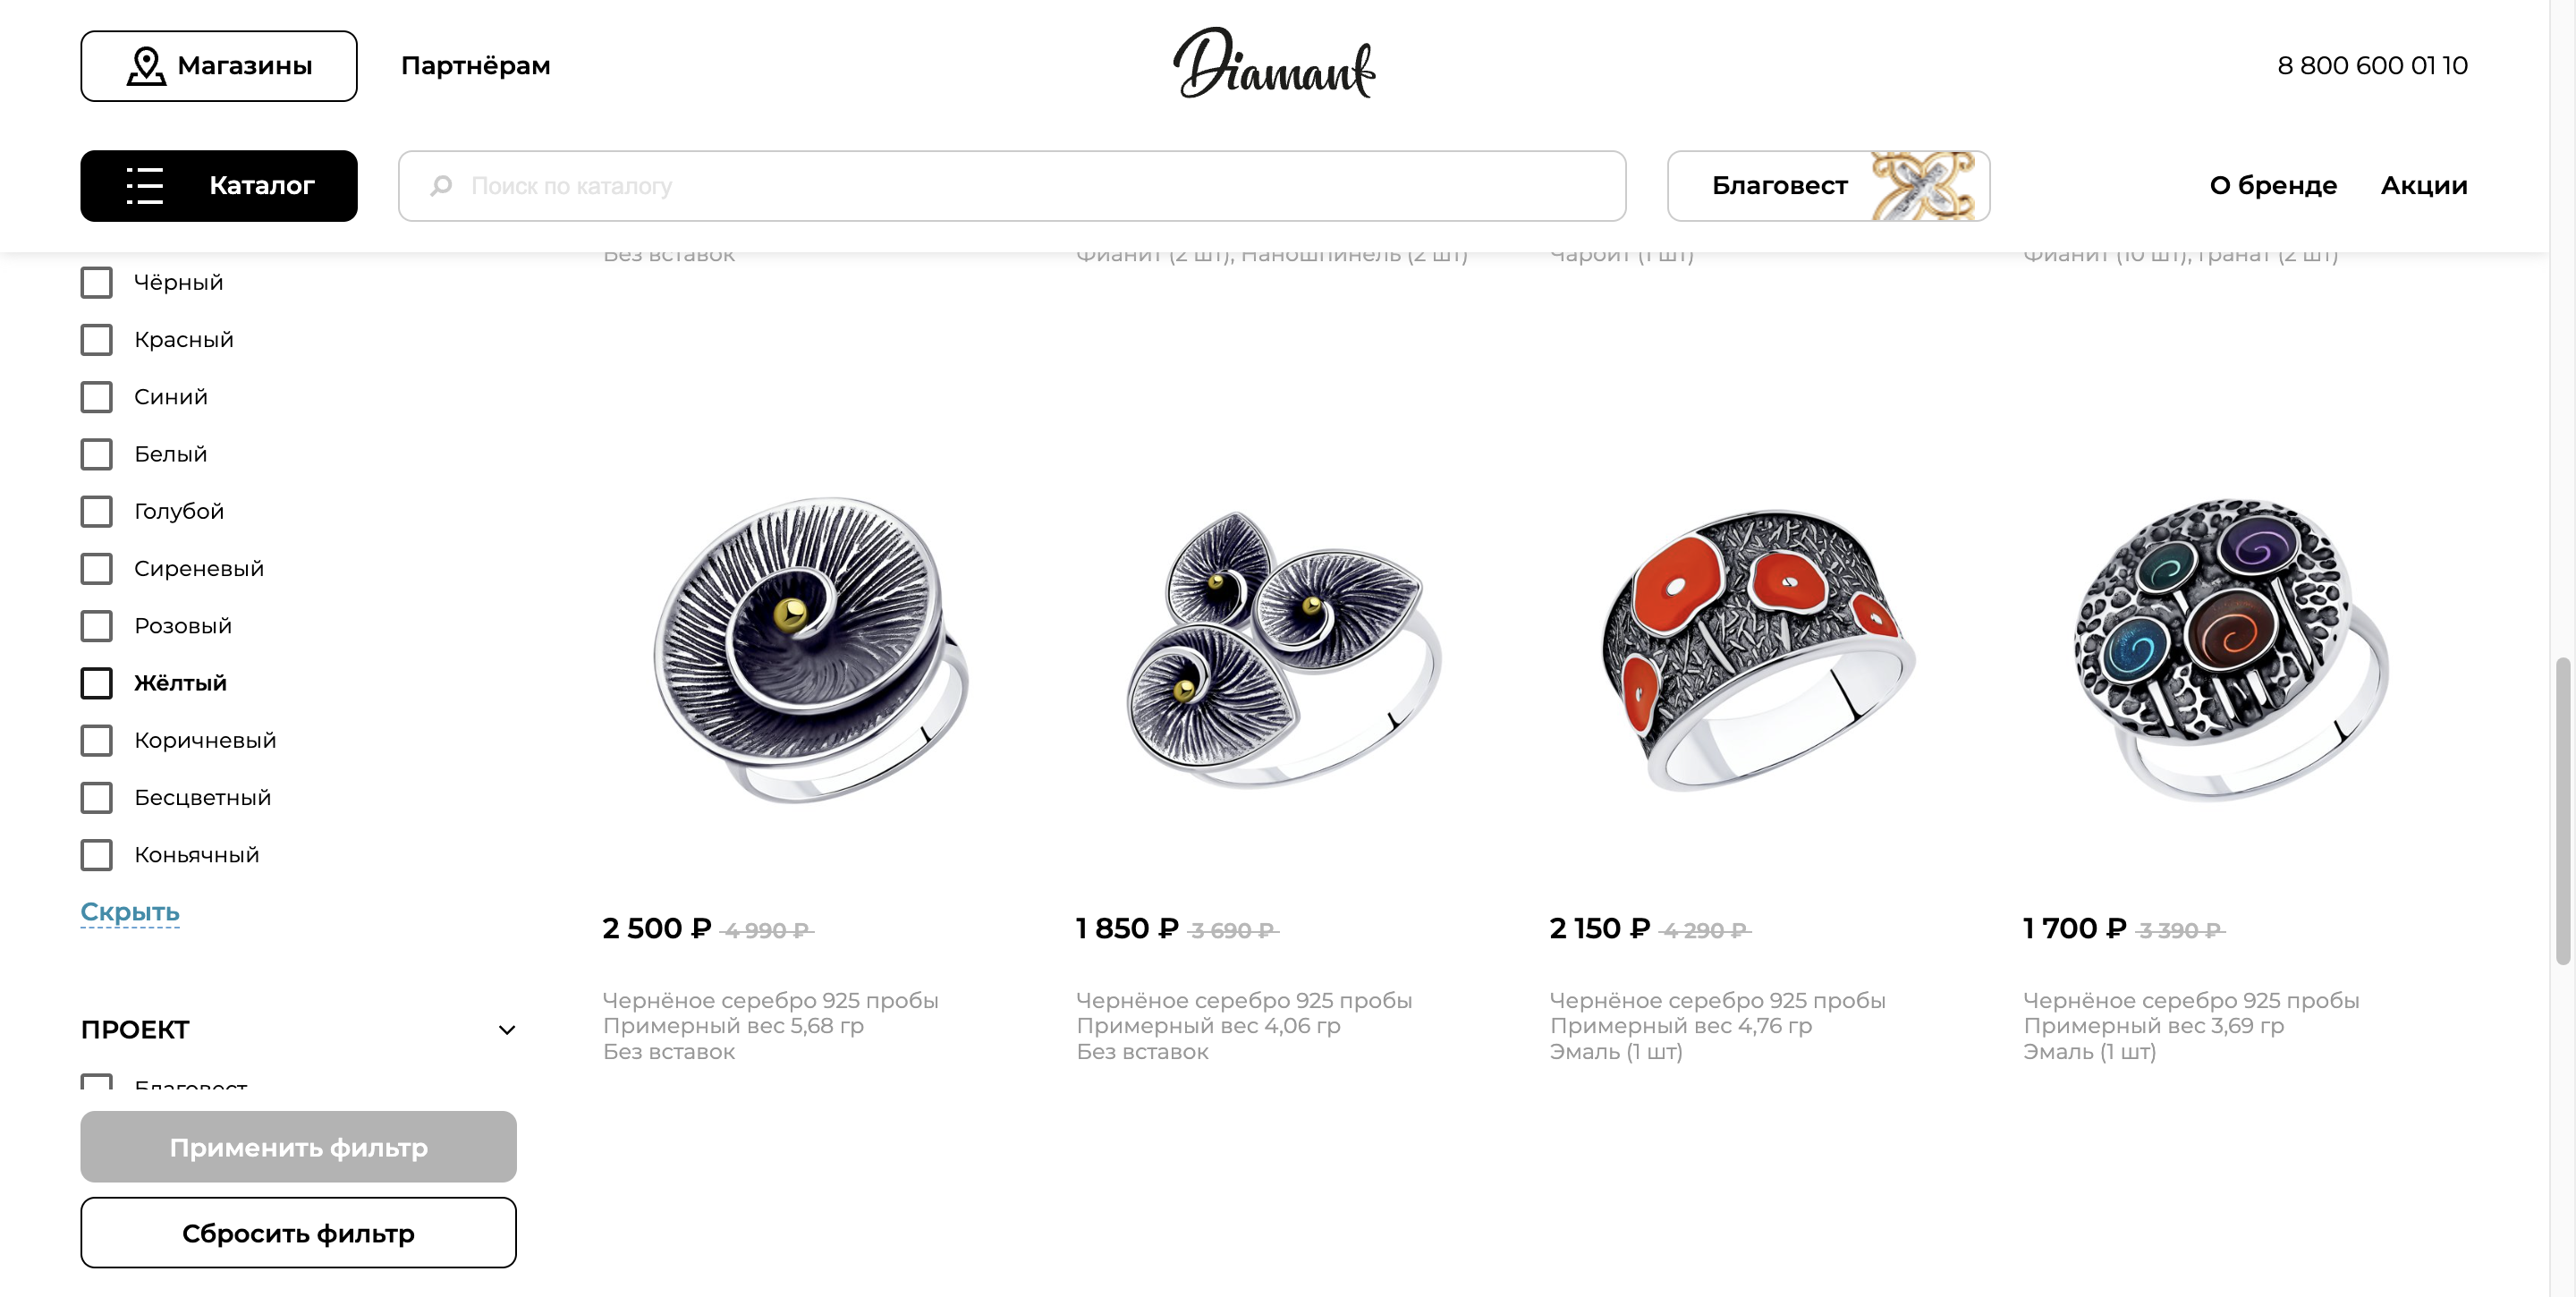 Магазины
Партнёрам
Diamant
8 800 600 01 10
Каталог
Поиск по каталогу
Благовест
О бренде
Акции
Без вставок
Фианит (2 шт), Наношпинель (2 шт)
Чароит (1 шт)
Фианит (10 шт), Гранат (2 шт)
Чёрный
Красный
Синий
Белый
Голубой
Сиреневый
Розовый
Жёлтый
Коричневый
Бесцветный
Коньячный
Скрыть
ПРОЕКТ
Благовест
Применить фильтр
Сбросить фильтр
2 500 ₽ 4 990 ₽
Чернёное серебро 925 пробы
Примерный вес 5,68 гр
Без вставок
1 850 ₽ 3 690 ₽
Чернёное серебро 925 пробы
Примерный вес 4,06 гр
Без вставок
2 150 ₽ 4 290 ₽
Чернёное серебро 925 пробы
Примерный вес 4,76 гр
Эмаль (1 шт)
1 700 ₽ 3 390 ₽
Чернёное серебро 925 пробы
Примерный вес 3,69 гр
Эмаль (1 шт)